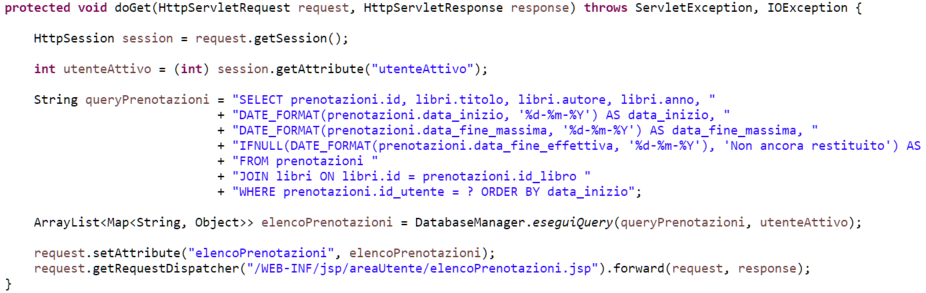 protected void doGet(HttpServletRequest request, HttpServletResponse response) throws ServletException, IOException {
HttpSession session = request.getSession();
int utenteAttivo = (int) session.getAttribute("utenteAttivo");
String queryPrenotazioni = "SELECT prenotazioni.id, libri.titolo, libri.autore, libri.anno, "
+ "DATE_FORMAT(prenotazioni.data_inizio, '%d-%m-%Y') AS data_inizio, "
+ "DATE_FORMAT(prenotazioni.data_fine_massima, '%d-%m-%Y') AS data_fine_massima, "
+ "IFNULL(DATE_FORMAT(prenotazioni.data_fine_effettiva, '%d-%m-%Y'), 'Non ancora restituito') AS
+ "FROM prenotazioni "
+ "JOIN libri ON libri.id = prenotazioni.id_libro "
+ "WHERE prenotazioni.id_utente = ? ORDER BY data_inizio";
ArrayList<Map<String, Object>> elencoPrenotazioni = DatabaseManager.eseguiQuery(queryPrenotazioni, utenteAttivo);
request.setAttribute("elencoPrenotazioni", elencoPrenotazioni);
request.getRequestDispatcher("/WEB-INF/jsp/areaUtente/elencoPrenotazioni.jsp").forward(request, response);
}